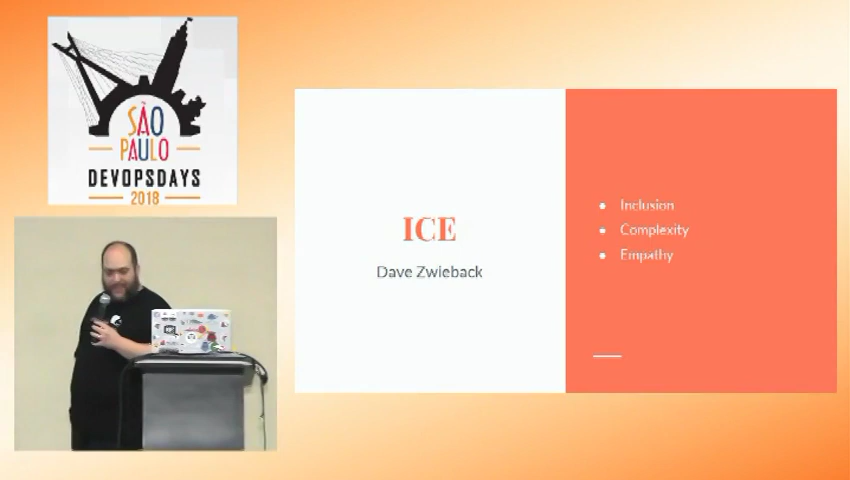 SÃO
PAULO
DEVOPSDAYS
2018
ICE
Dave Zwieback
• Inclusion
• Complexity
• Empathy